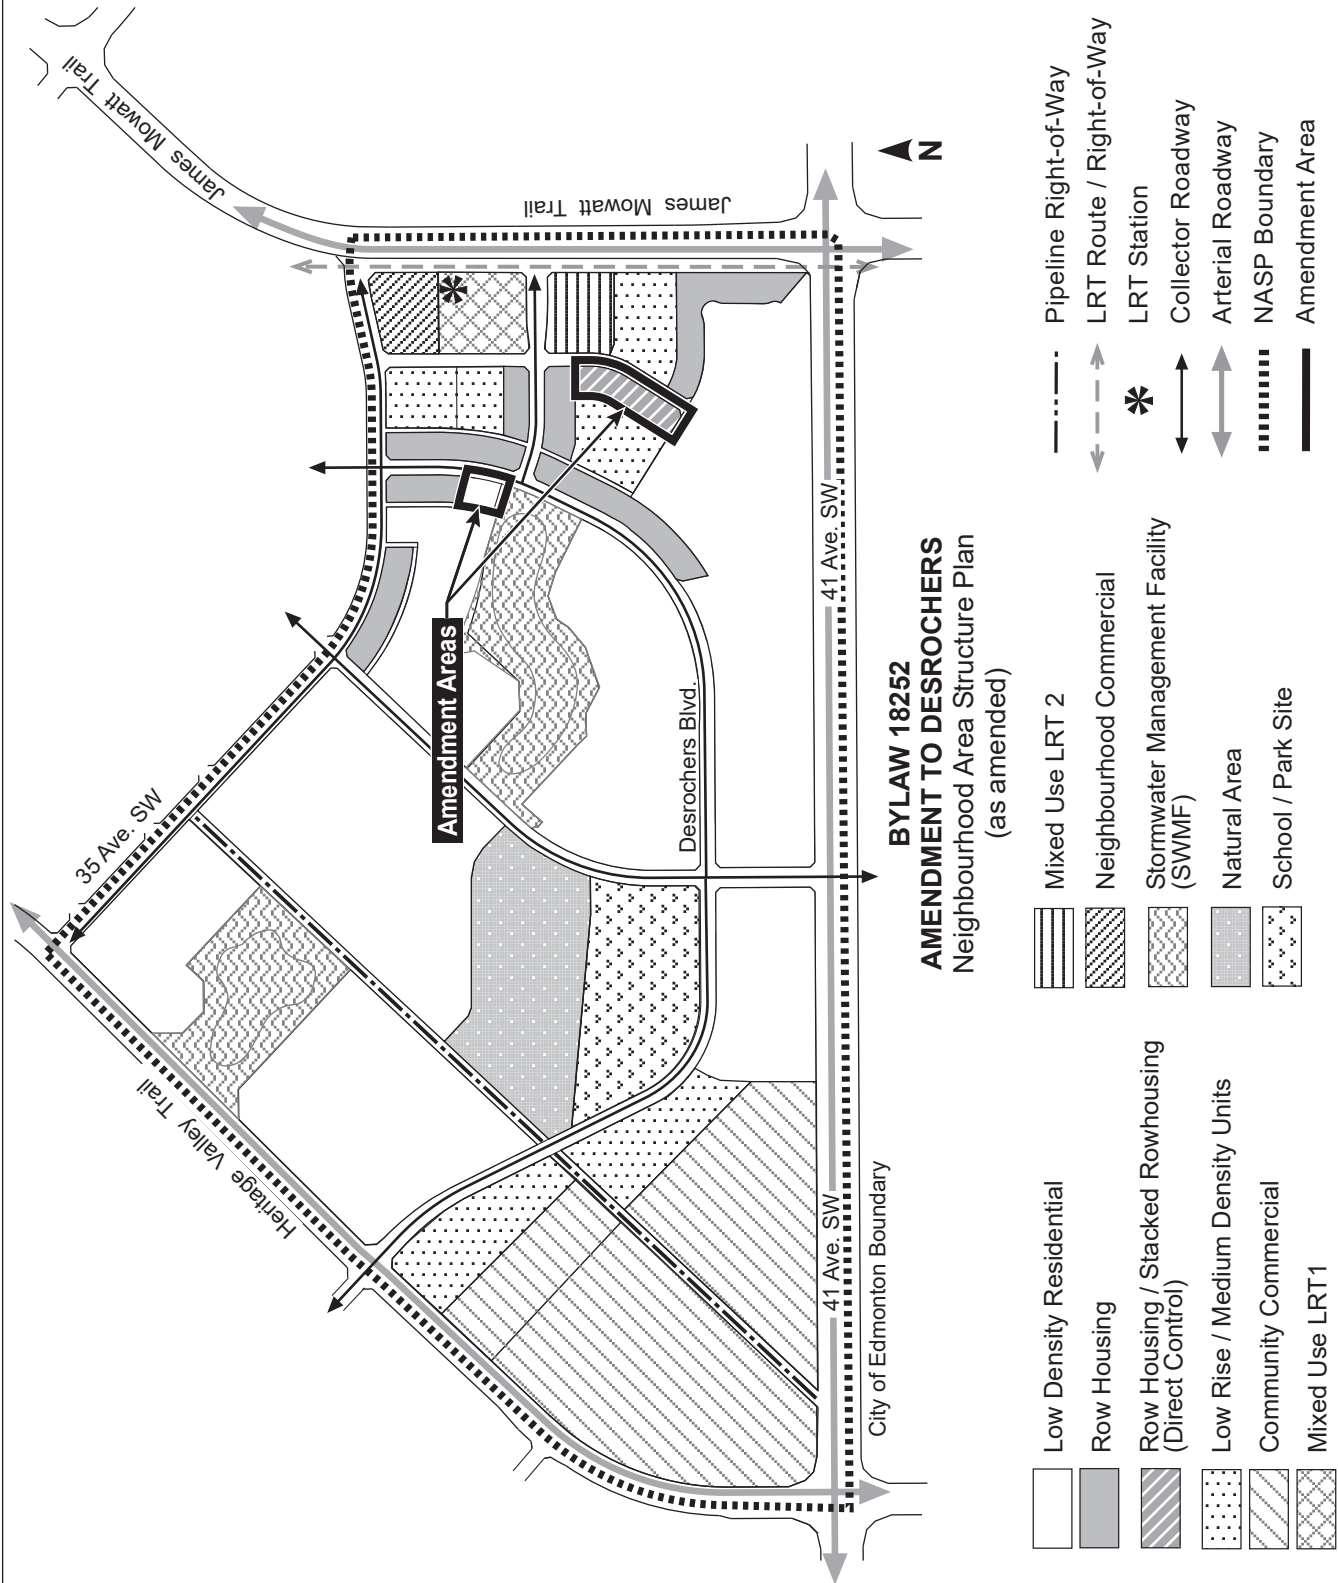 35 Ave. SW
Heritage Valley Trail
James Mowatt Trail
James Mowatt Trail
James Mowatt Trail
Amendment Areas
Desrochers Blvd.
41 Ave. SW
41 Ave. SW
City of Edmonton Boundary
N
BYLAW 18252
AMENDMENT TO DESROCHERS
Neighbourhood Area Structure Plan
(as amended)
Low Density Residential
Row Housing
Row Housing / Stacked Rowhousing
(Direct Control)
Low Rise / Medium Density Units
Community Commercial
Mixed Use LRT1
Mixed Use LRT 2
Neighbourhood Commercial
Stormwater Management Facility
(SWMF)
Natural Area
School / Park Site
Pipeline Right-of-Way
LRT Route / Right-of-Way
LRT Station
Collector Roadway
Arterial Roadway
NASP Boundary
Amendment Area